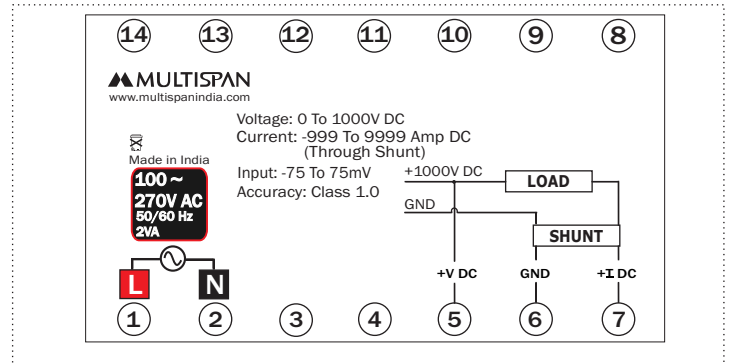 14 13 12 11 10 9 8
MULTISPAN
www.multispanindia.com
Voltage: 0 To 1000V DC
Current: -999 To 9999 Amp DC
(Through Shunt)
Input: -75 To 75mV
Accuracy: Class 1.0
Made in India
100 ~
270V AC
50/60 Hz
2VA
+1000V DC
LOAD
GND
SHUNT
+V DC GND +I DC
L N
1 2 3 4 5 6 7